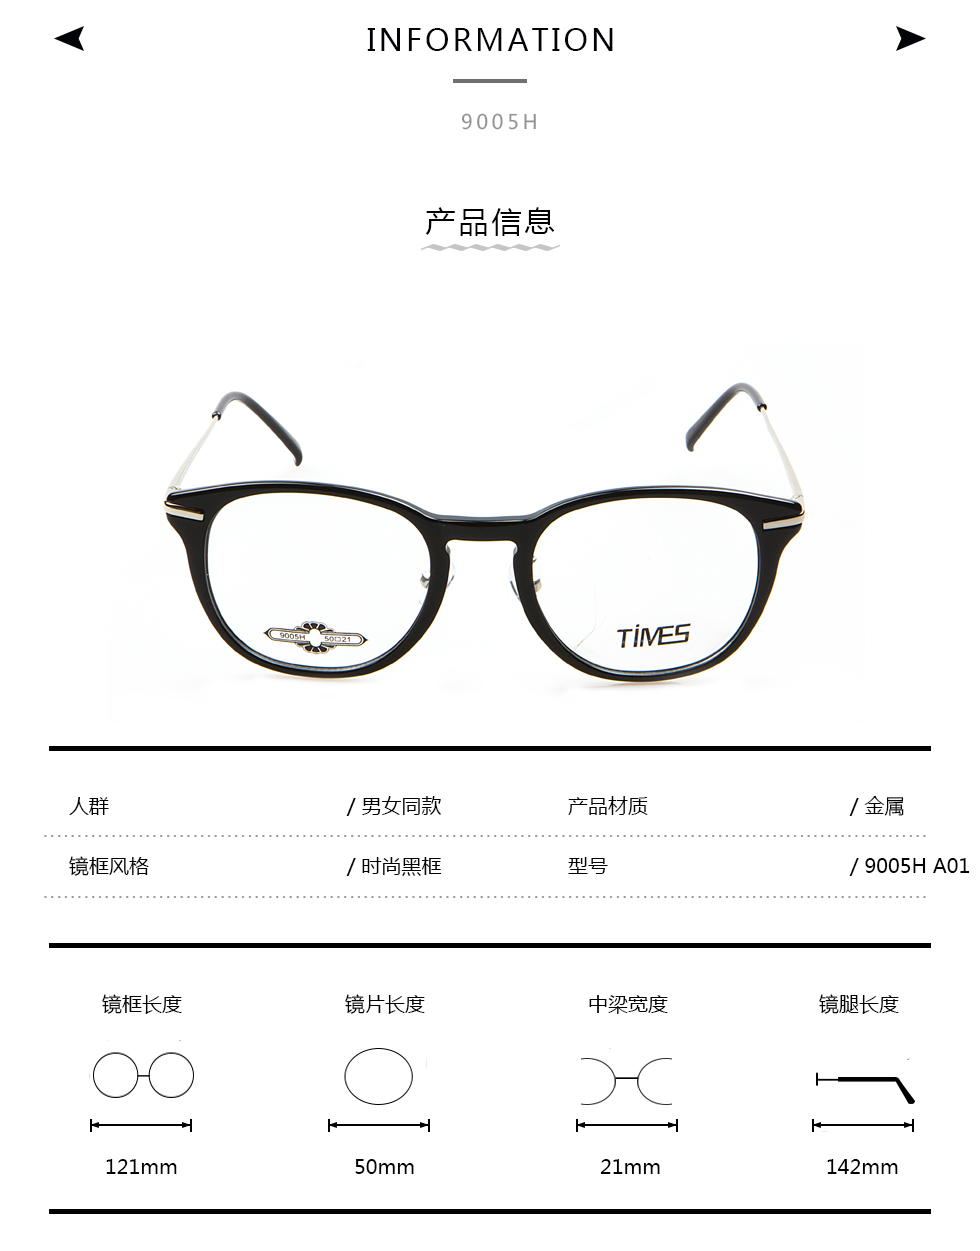 INFORMATION
9005H
产品信息
9005H 50□21
TIMES
人群 / 男女同款 产品材质 / 金属
镜框风格 / 时尚黑框 型号 / 9005H A01
镜框长度 镜片长度 中梁宽度 镜腿长度
121mm 50mm 21mm 142mm